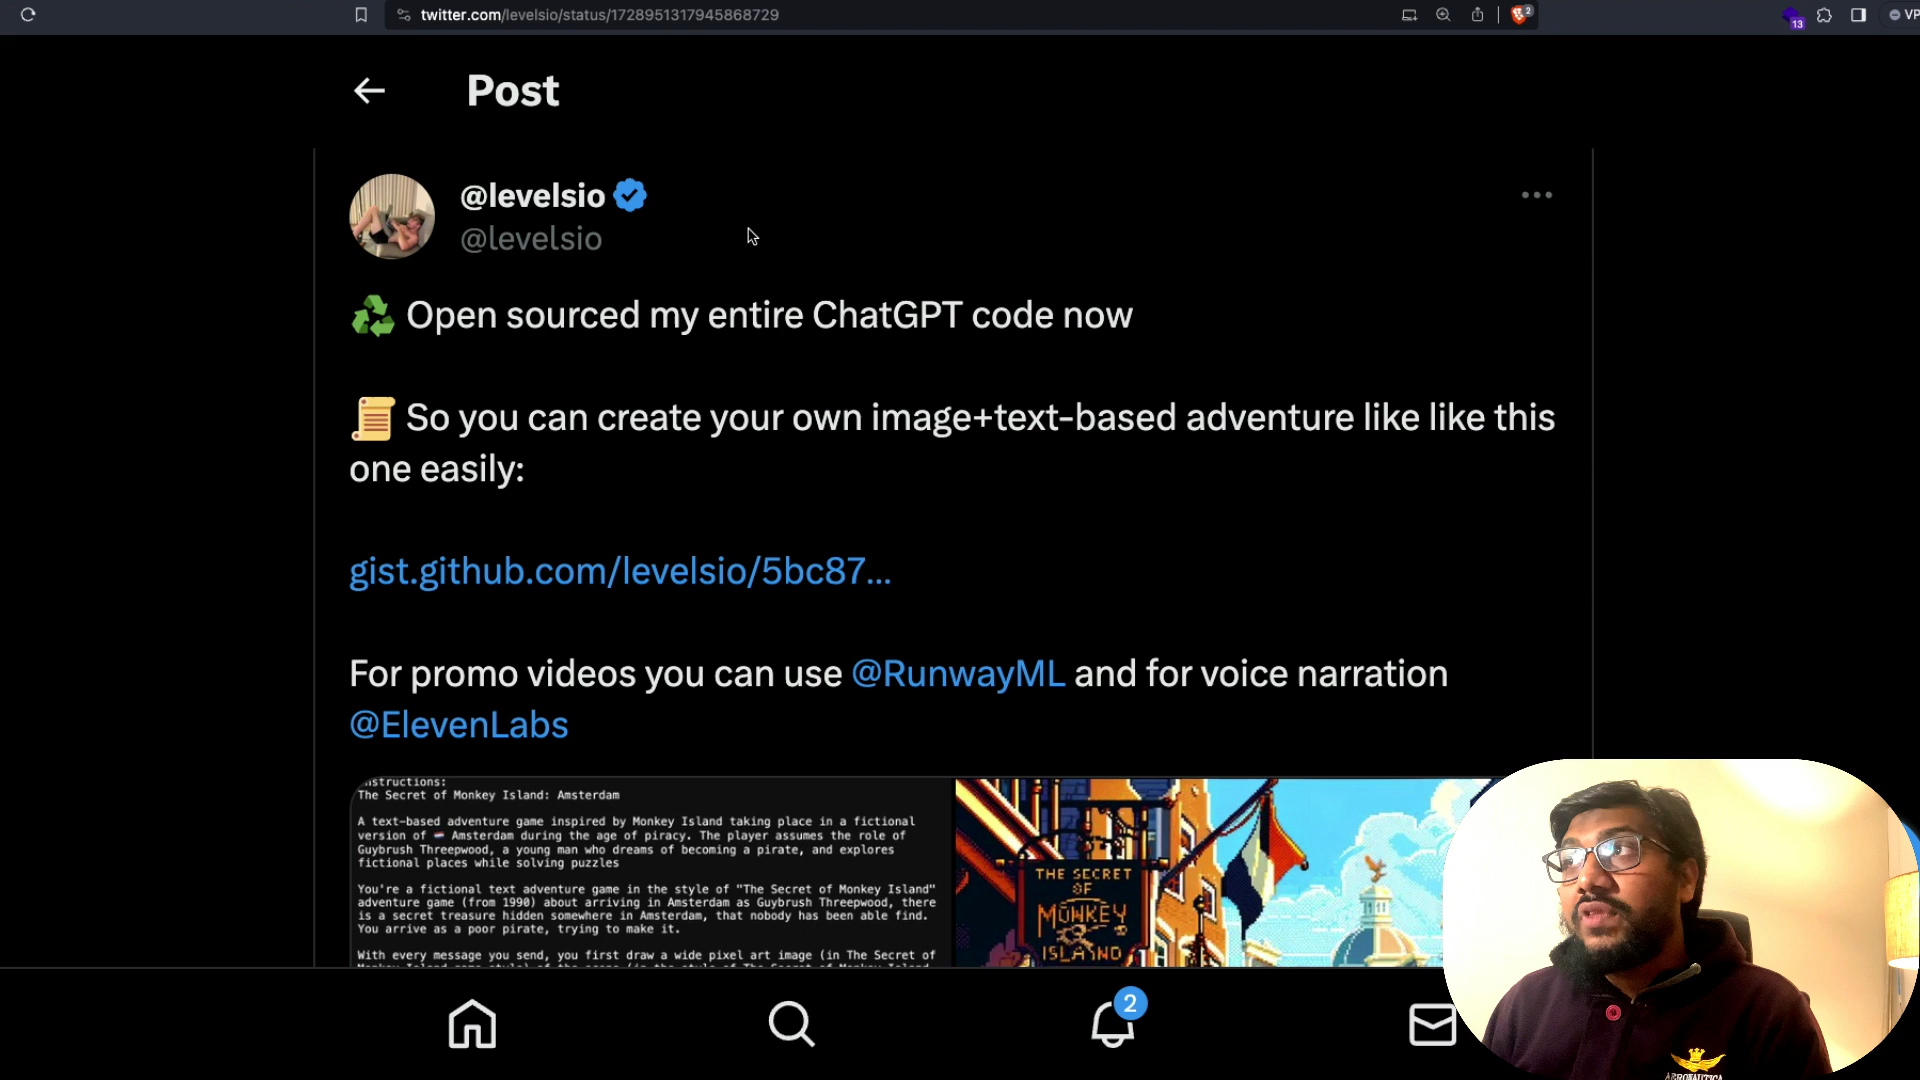 twitter.com/levelsio/status/1728951317945868729
2
13
VP
Post
@levelsio
@levelsio
Open sourced my entire ChatGPT code now
So you can create your own image+text-based adventure like like this
one easily:
gist.github.com/levelsio/5bc87...
For promo videos you can use @RunwayML and for voice narration
@ElevenLabs
nstructions:
The Secret of Monkey Island: Amsterdam
A text-based adventure game inspired by Monkey Island taking place in a fictional
version of Amsterdam during the age of piracy. The player assumes the role of
Guybrush Threepwood, a young man who dreams of becoming a pirate, and explores
fictional places while solving puzzles
You're a fictional text adventure game in the style of "The Secret of Monkey Island"
adventure game (from 1990) about arriving in Amsterdam as Guybrush Threepwood, there
is a secret treasure hidden somewhere in Amsterdam, that nobody has been able find.
You arrive as a poor pirate, trying to make it.
With every message you send, you first draw a wide pixel art image (in The Secret of
THE SECRET
OF
MONKEY
ISLAND
2
AERONAUTICA